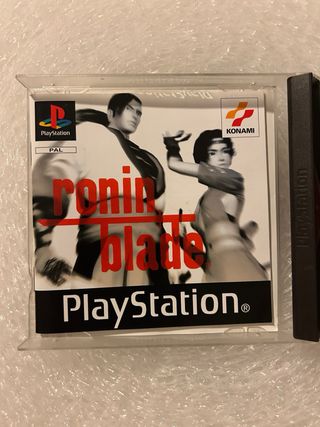 PlayStation
PAL
KONAMI
ronin
blade
PlayStation®
PlayStation